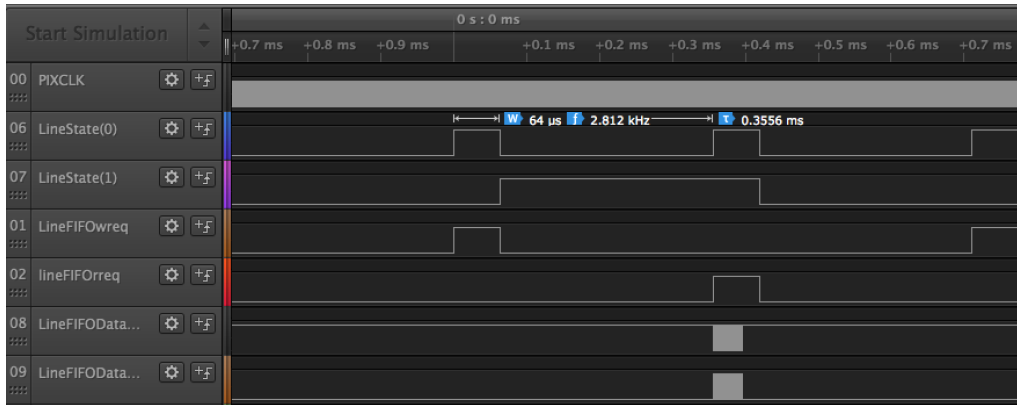 0 s : 0 ms
Start Simulation
+0.7 ms +0.8 ms +0.9 ms +0.1 ms +0.2 ms +0.3 ms +0.4 ms +0.5 ms +0.6 ms +0.7 ms
00 PIXCLK
06 LineState(0) W 64 µs f 2.812 kHz τ 0.3556 ms
07 LineState(1)
01 LineFIFOwreq
02 lineFIFOrreq
08 LineFIFOData...
09 LineFIFOData...